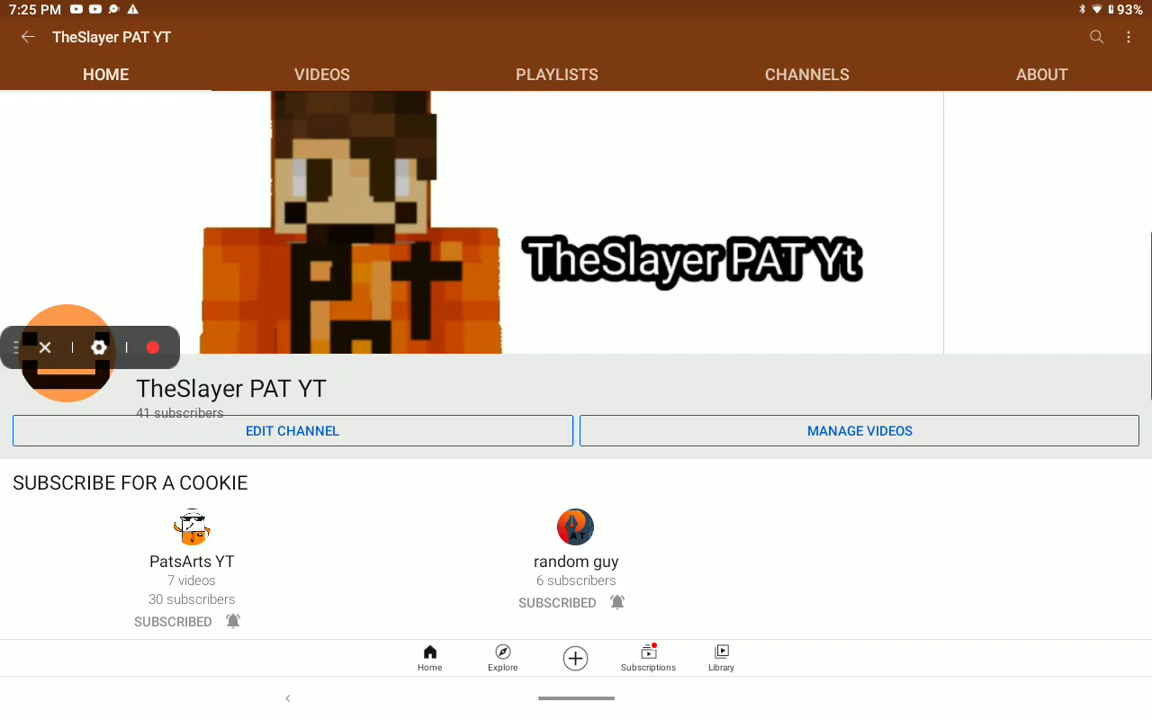 7:25 PM
93%
TheSlayer PAT YT
HOME
VIDEOS
PLAYLISTS
CHANNELS
ABOUT
TheSlayer PAT Yt
TheSlayer PAT YT
41 subscribers
EDIT CHANNEL
MANAGE VIDEOS
SUBSCRIBE FOR A COOKIE
PatsArts YT
7 videos
30 subscribers
SUBSCRIBED
random guy
6 subscribers
SUBSCRIBED
Home
Explore
Subscriptions
Library